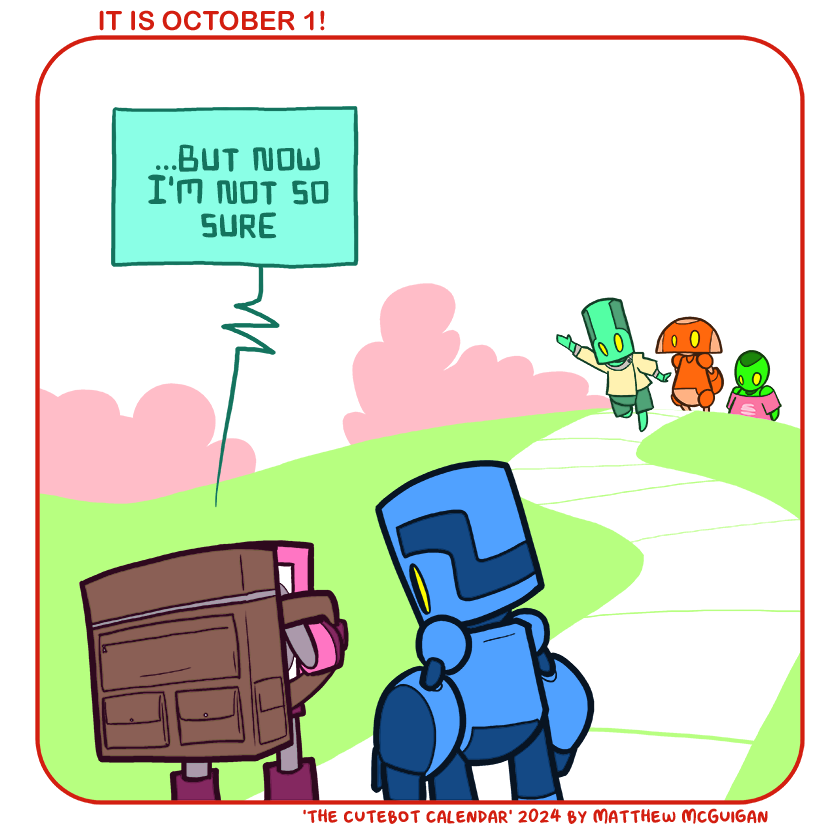 IT IS OCTOBER 1!
...BUT NOW
I'M NOT SO
SURE
'THE CUTEBOT CALENDAR' 2024 BY MATTHEW MCGUIGAN